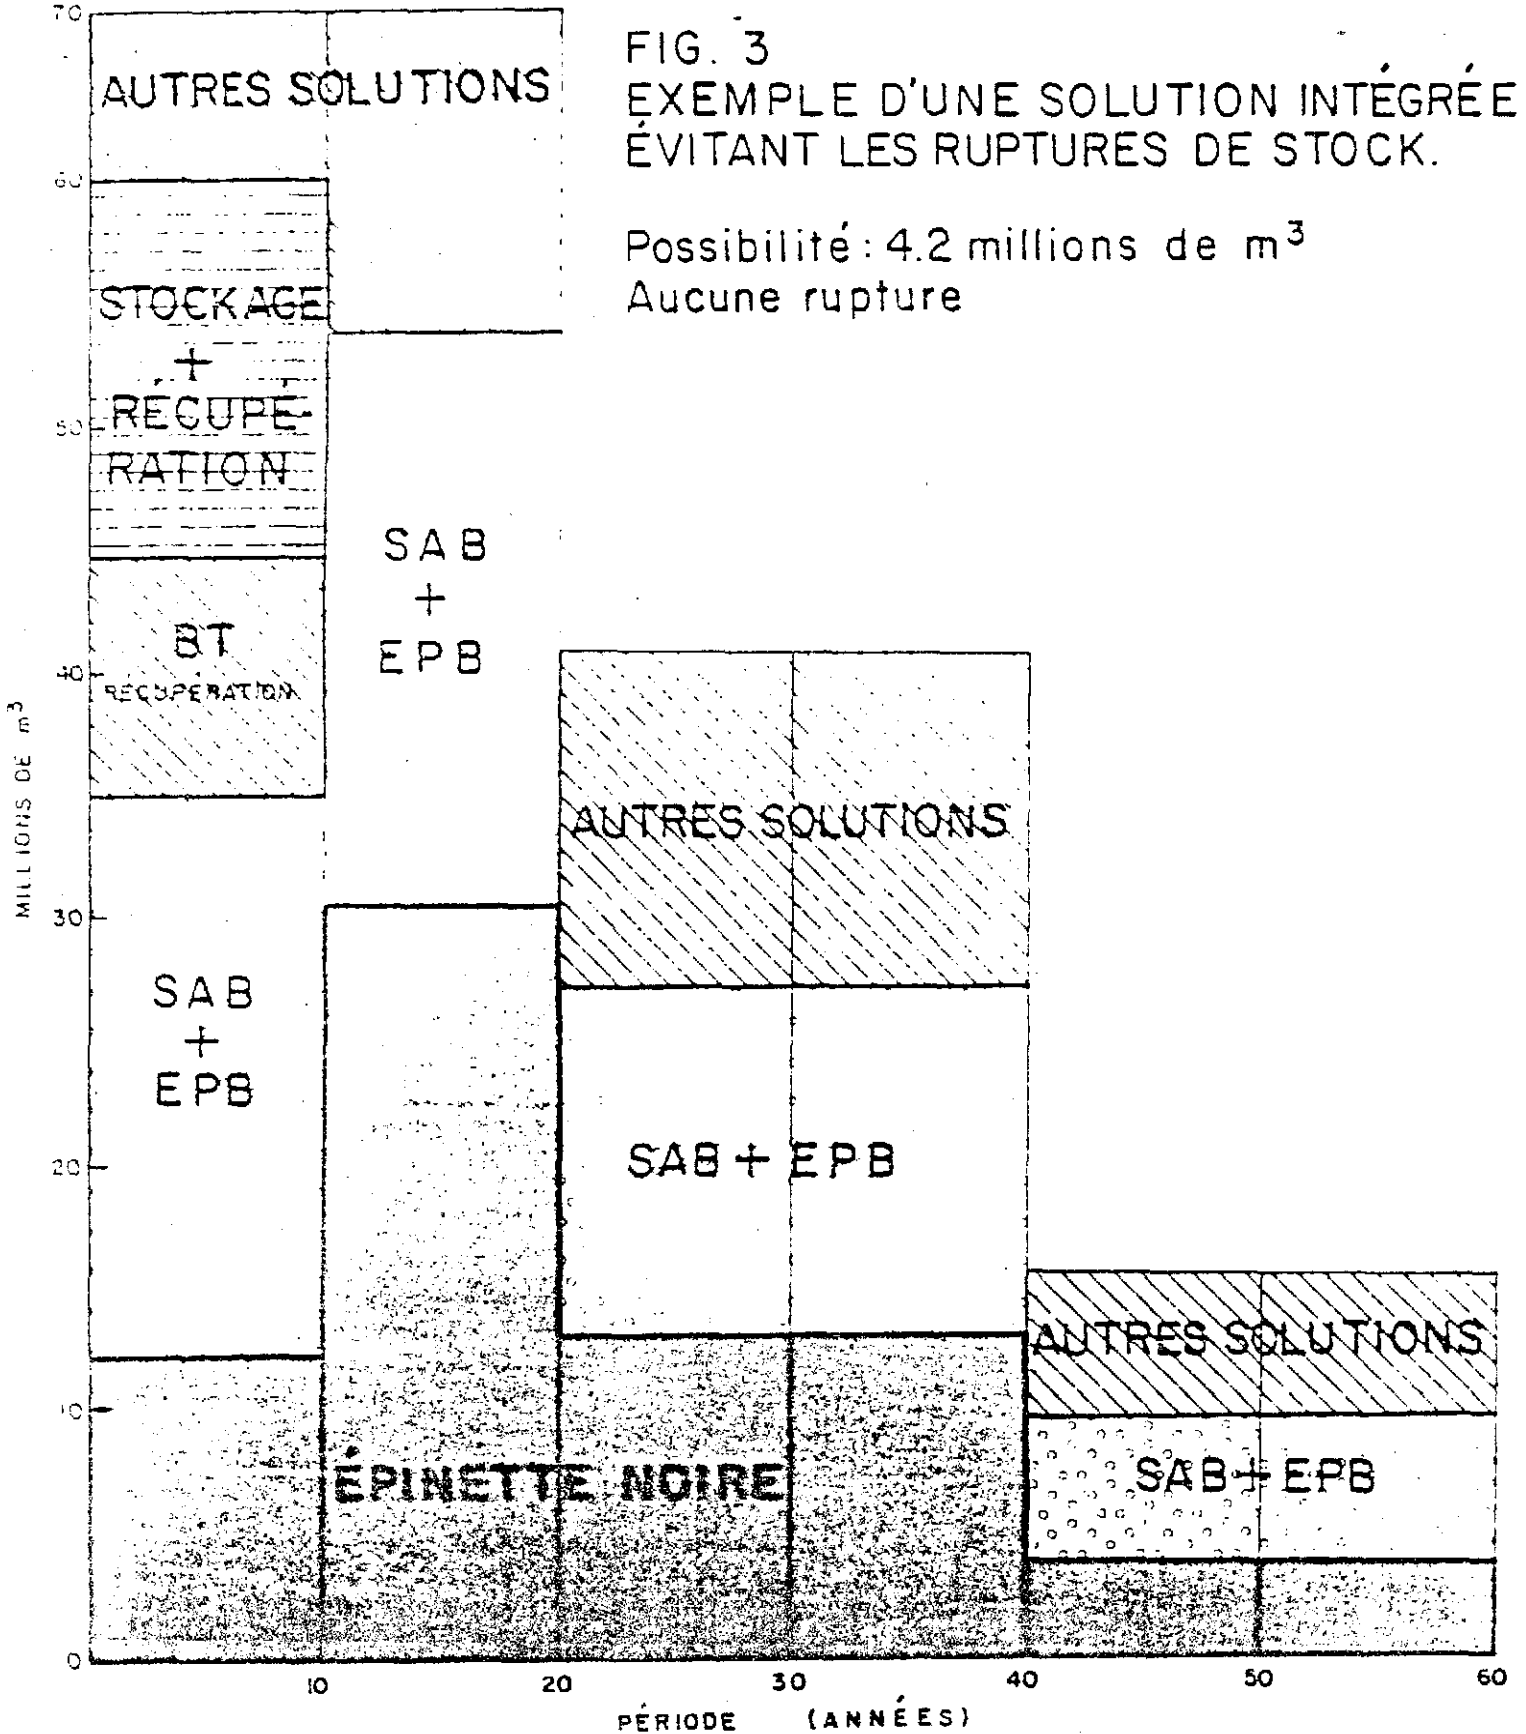 FIG. 3
EXEMPLE D'UNE SOLUTION INTÉGRÉE
ÉVITANT LES RUPTURES DE STOCK.
Possibilité : 4.2 millions de m³
Aucune rupture
70
60
50
40
30
20
10
0
MILLIONS DE m³
AUTRES SOLUTIONS
STOCKAGE
+
RÉCUPÉ-
RATION
BT
RÉCUPÉRATION
SAB
+
EPB
SAB
+
EPB
AUTRES SOLUTIONS
SAB + EPB
AUTRES SOLUTIONS
SAB + EPB
ÉPINETTE NOIRE
10 20 30 40 50 60
PÉRIODE (ANNÉES)